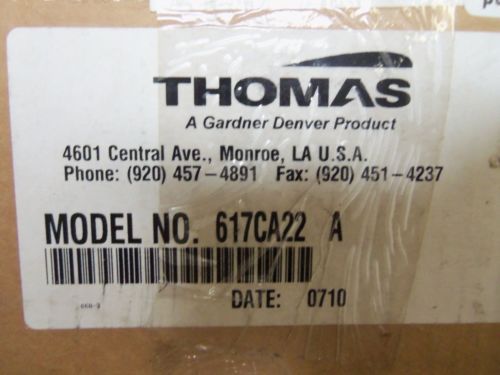 THOMAS
A Gardner Denver Product
4601 Central Ave., Monroe, LA U.S.A.
Phone: (920) 457-4891 Fax: (920) 451-4237
MODEL NO. 617CA22 A
DATE: 0710